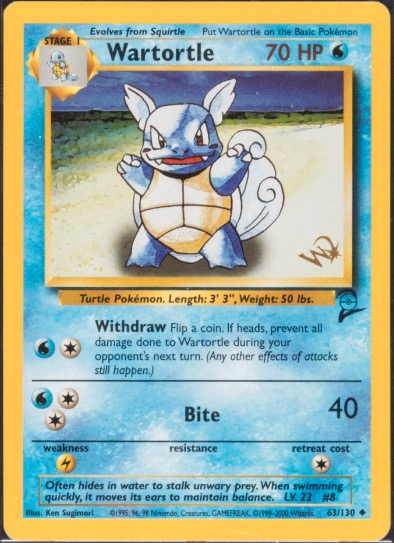 Evolves from Squirtle Put Wartortle on the Basic Pokémon
STAGE 1
Wartortle 70 HP
W
Turtle Pokémon. Length: 3' 3", Weight: 50 lbs.
Withdraw Flip a coin. If heads, prevent all
damage done to Wartortle during your
opponent's next turn. (Any other effects of attacks
still happen.)
Bite 40
weakness resistance retreat cost
Often hides in water to stalk unwary prey. When swimming
quickly, it moves its ears to maintain balance. LV. 22 #8
Illus. Ken Sugimori ©1995, 96, 98 Nintendo, Creatures, GAMEFREAK. ©1999-2000 Wizards. 63/130